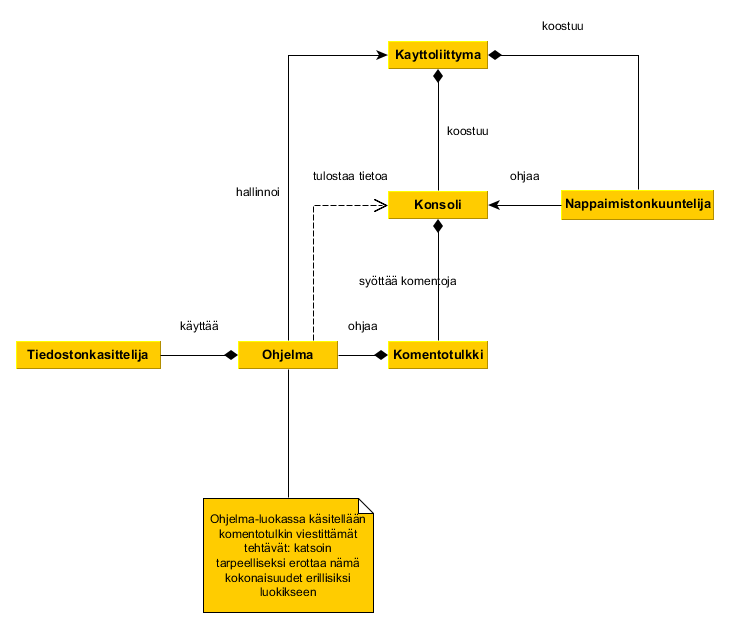 koostuu
Kayttoliittyma
koostuu
tulostaa tietoa
ohjaa
hallinnoi
Konsoli
Nappaimistonkuuntelija
syöttää komentoja
käyttää
ohjaa
Tiedostonkasittelija
Ohjelma
Komentotulkki
Ohjelma-luokassa käsitellään
komentotulkin viestittämät
tehtävät: katsoin
tarpeelliseksi erottaa nämä
kokonaisuudet erillisiksi
luokikseen